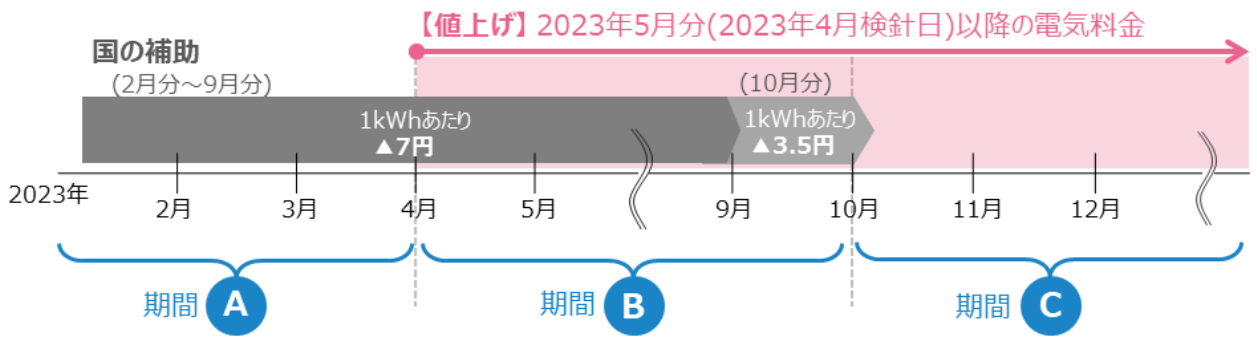 【値上げ】2023年5月分(2023年4月検針日)以降の電気料金
国の補助
(2月分～9月分)
(10月分)
1kWhあたり
▲7円
1kWhあたり
▲3.5円
2023年
2月
3月
4月
5月
9月
10月
11月
12月
期間 A
期間 B
期間 C